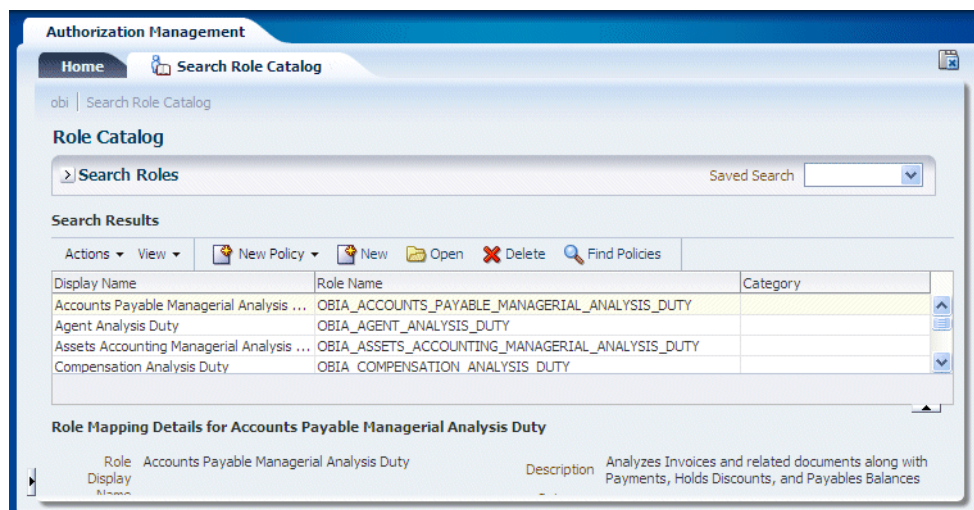 Authorization Management
Home Search Role Catalog
obi Search Role Catalog
Role Catalog
Search Roles Saved Search
Search Results
Actions View New Policy New Open Delete Find Policies
Display Name Role Name Category
Accounts Payable Managerial Analysis ... OBIA_ACCOUNTS_PAYABLE_MANAGERIAL_ANALYSIS_DUTY
Agent Analysis Duty OBIA_AGENT_ANALYSIS_DUTY
Assets Accounting Managerial Analysis ... OBIA_ASSETS_ACCOUNTING_MANAGERIAL_ANALYSIS_DUTY
Compensation Analysis Duty OBIA_COMPENSATION_ANALYSIS_DUTY
Role Mapping Details for Accounts Payable Managerial Analysis Duty
Role Accounts Payable Managerial Analysis Duty Description Analyzes Invoices and related documents along with
Display Payments, Holds Discounts, and Payables Balances
Name